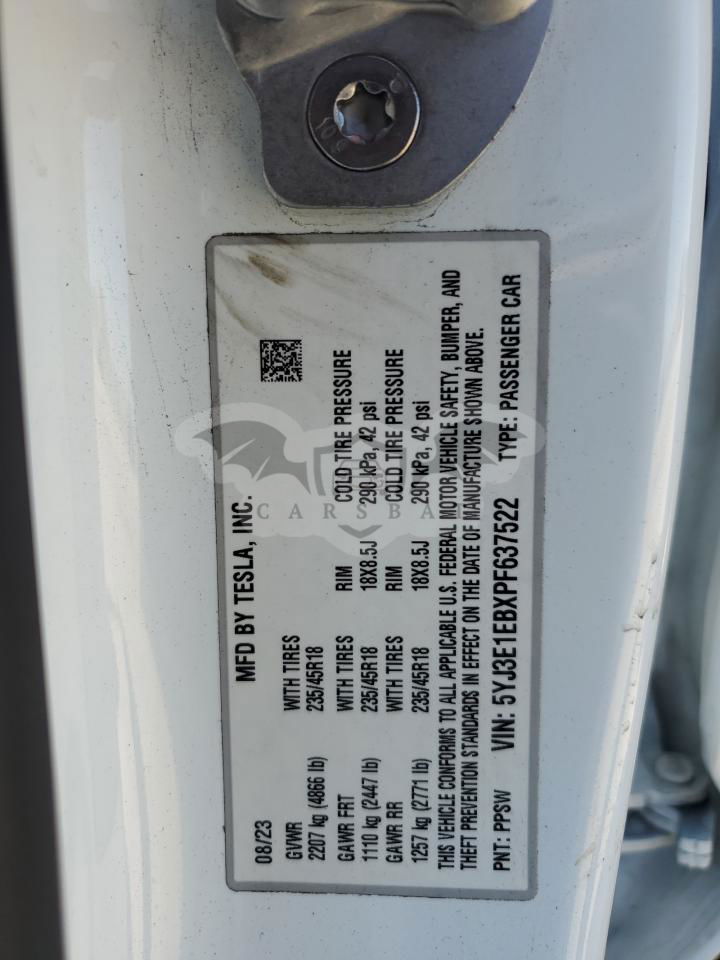 MFD BY TESLA, INC.
08/23
GVWR WITH TIRES
2207 kg (4866 lb) 235/45R18
GAWR FRT WITH TIRES RIM COLD TIRE PRESSURE
1110 kg (2447 lb) 235/45R18 18X8.5J 290 kPa, 42 psi
GAWR RR WITH TIRES RIM COLD TIRE PRESSURE
1257 kg (2771 lb) 235/45R18 18X8.5J 290 kPa, 42 psi
THIS VEHICLE CONFORMS TO ALL APPLICABLE U.S. FEDERAL MOTOR VEHICLE SAFETY, BUMPER, AND
THEFT PREVENTION STANDARDS IN EFFECT ON THE DATE OF MANUFACTURE SHOWN ABOVE.
PNT: PPSW VIN: 5YJ3E1EBXPF637522 TYPE: PASSENGER CAR